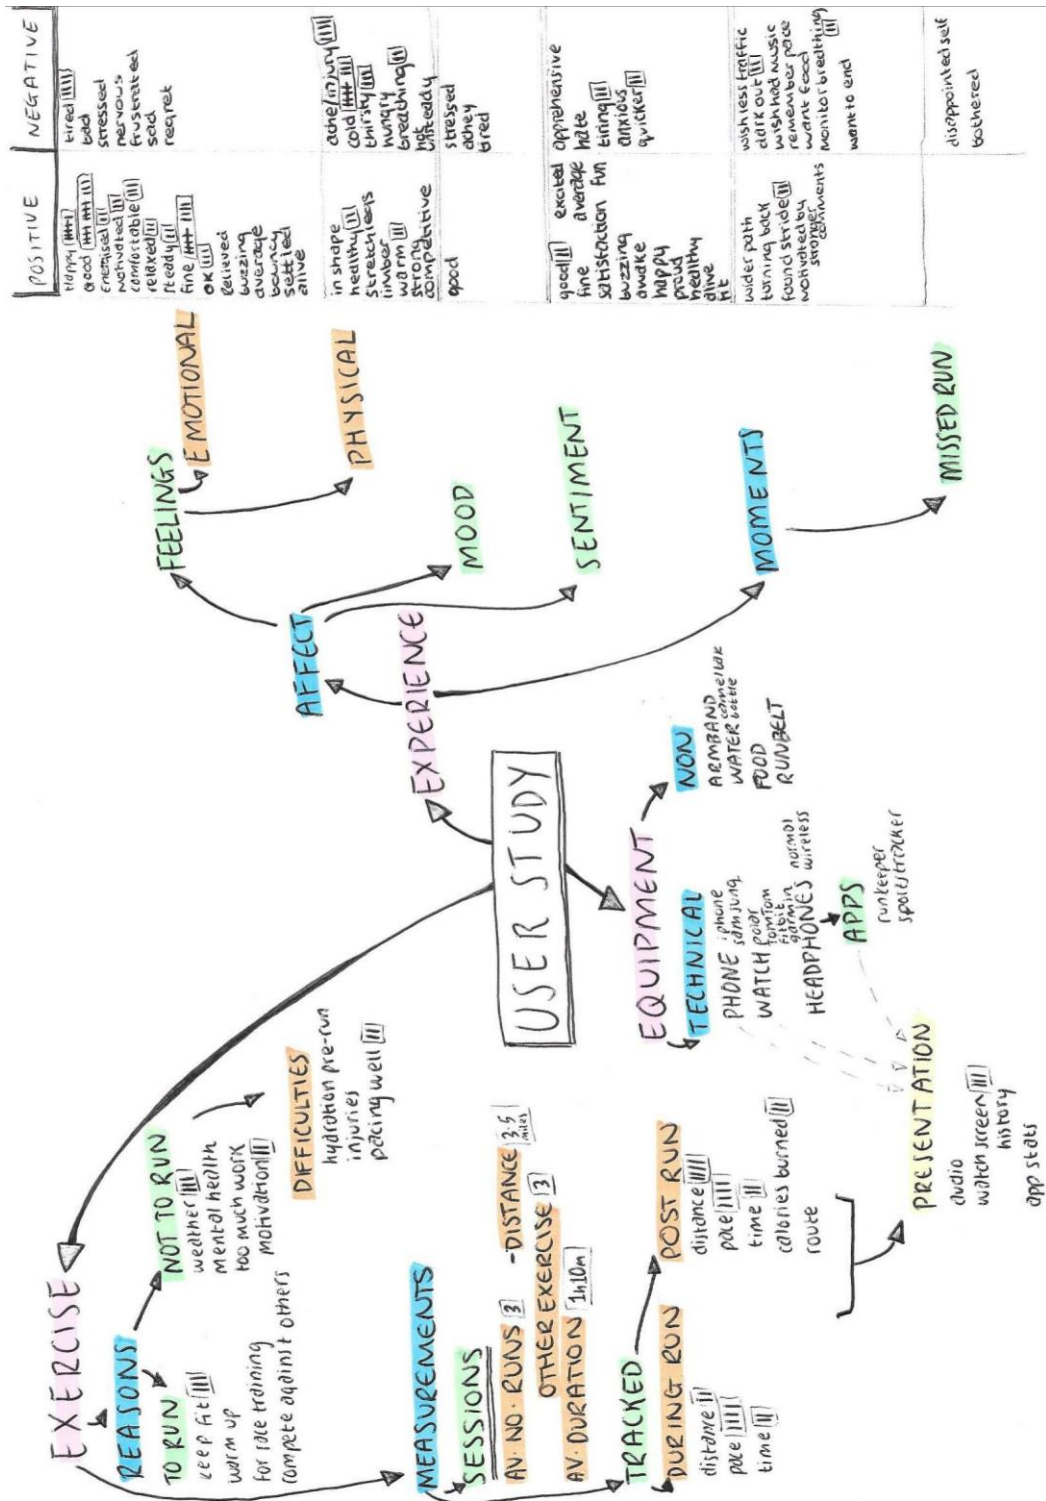 EXERCISE
REASONS
TO RUN
keep fit
warm up
for race training
compete against others
NOT TO RUN
weather
mental health
too much work
motivation
DIFFICULTIES
hydration pre-run
injuries
pacing well
MEASUREMENTS
SESSIONS
AV. NO. RUNS 3
-DISTANCE 3.5 miles
OTHER EXERCISE 3
AV. DURATION 1h10m
TRACKED
DURING RUN
distance
pace
time
POST RUN
distance
pace
time
calories burned
route
PRESENTATION
audio
watch screen
history
app stats
USER STUDY
EQUIPMENT
TECHNICAL
PHONE iphone
samsung
WATCH polar
tomtom
fitbit
garmin
HEADPHONES normal
wireless
APPS
runkeeper
sportstracker
NON
ARMBAND
WATER camelbak
bottle
FOOD
RUNBELT
EXPERIENCE
AFFECT
FEELINGS
EMOTIONAL
PHYSICAL
MOOD
SENTIMENT
MOMENTS
MISSED RUN
POSITIVE
NEGATIVE
Happy
Good
Energised
motivated
comfortable
relaxed
steady
fine
OK
Relieved
buzzing
average
bouncy
settled
alive
tired
bad
stressed
nervous
frustrated
sad
regret
in shape
healthy
stretch legs
limber
warm
strong
competitive
ache/injury
cold
thirsty
hungry
breathing
hot
unsteady
good
stressed
achey
tired
good excited
fine average
satisfaction fun
buzzing
awake
happy
proud
healthy
alive
fit
apprehensive
hate
tiring
anxious
quicker
wider path
turning back
found stride
motivated by
stranger
comments
wish less traffic
dark out
wish had music
remember pace
want food
monitor breathing
want to end
disappointed self
bothered